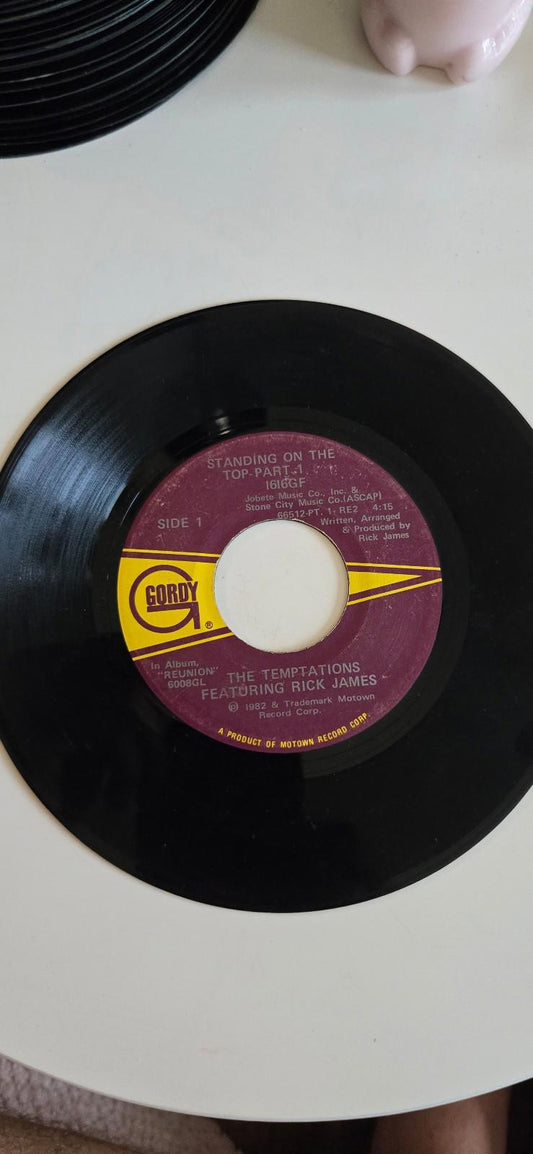 STANDING ON THE
TOP-PART 1
1616GF
Jobete Music Co., Inc. &
Stone City Music Co.(ASCAP)
66512-PT. 1- RE2 4:15
Written, Arranged
& Produced by
Rick James
SIDE 1
GORDY
®
In Album,
"REUNION"
6008GL
THE TEMPTATIONS
FEATURING RICK JAMES
℗ 1982 & Trademark Motown
Record Corp.
A PRODUCT OF MOTOWN RECORD CORP.